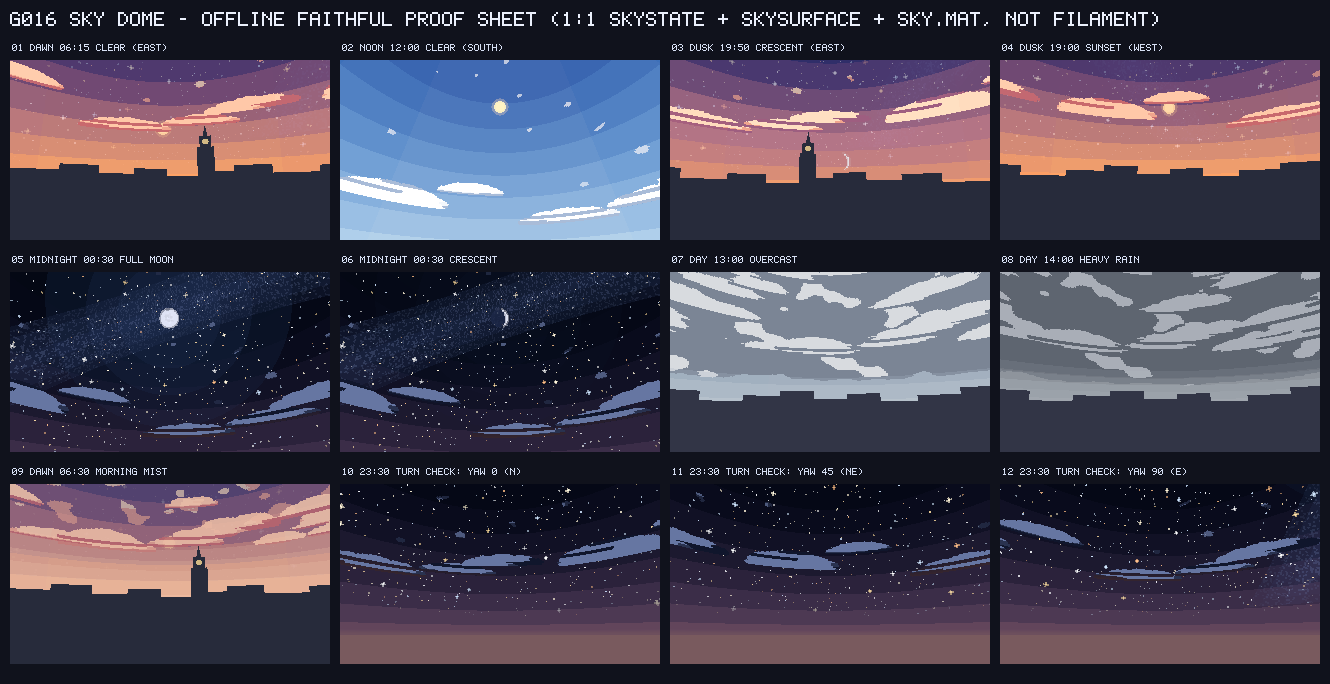 G016 SKY DOME - OFFLINE FAITHFUL PROOF SHEET (1:1 SKYSTATE + SKYSURFACE + SKY.MAT, NOT FILAMENT)
01 DAWN 06:15 CLEAR (EAST)
02 NOON 12:00 CLEAR (SOUTH)
03 DUSK 19:50 CRESCENT (EAST)
04 DUSK 19:00 SUNSET (WEST)
05 MIDNIGHT 00:30 FULL MOON
06 MIDNIGHT 00:30 CRESCENT
07 DAY 13:00 OVERCAST
08 DAY 14:00 HEAVY RAIN
09 DAWN 06:30 MORNING MIST
10 23:30 TURN CHECK: YAW 0 (N)
11 23:30 TURN CHECK: YAW 45 (NE)
12 23:30 TURN CHECK: YAW 90 (E)